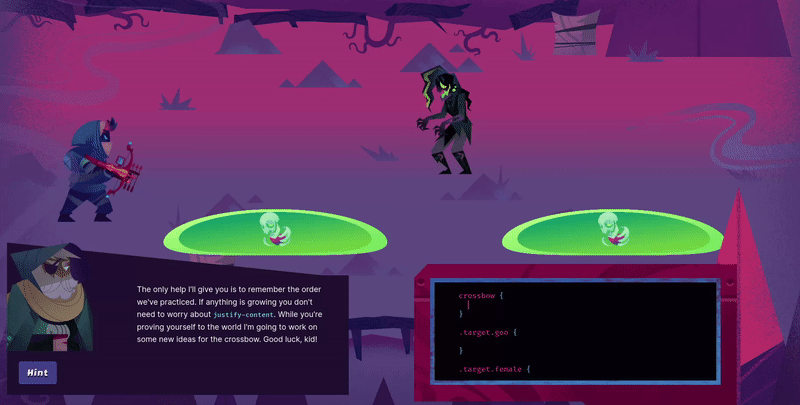 The only help I'll give you is to remember the order
we've practiced. If anything is growing you don't
need to worry about justify-content. While you're
proving yourself to the world I'm going to work on
some new ideas for the crossbow. Good luck, kid!
Hint
crossbow {
}
.target.goo {
}
.target.female {